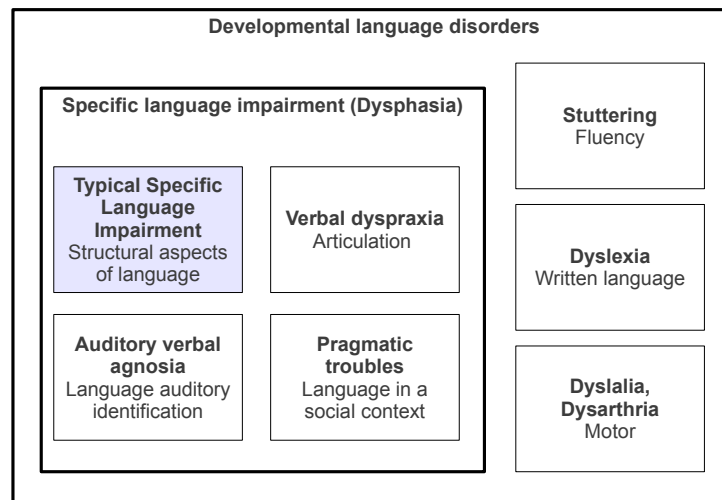 Developmental language disorders
Specific language impairment (Dysphasia)
Typical Specific
Language
Impairment
Structural aspects
of language
Verbal dyspraxia
Articulation
Auditory verbal
agnosia
Language auditory
identification
Pragmatic
troubles
Language in a
social context
Stuttering
Fluency
Dyslexia
Written language
Dyslalia,
Dysarthria
Motor